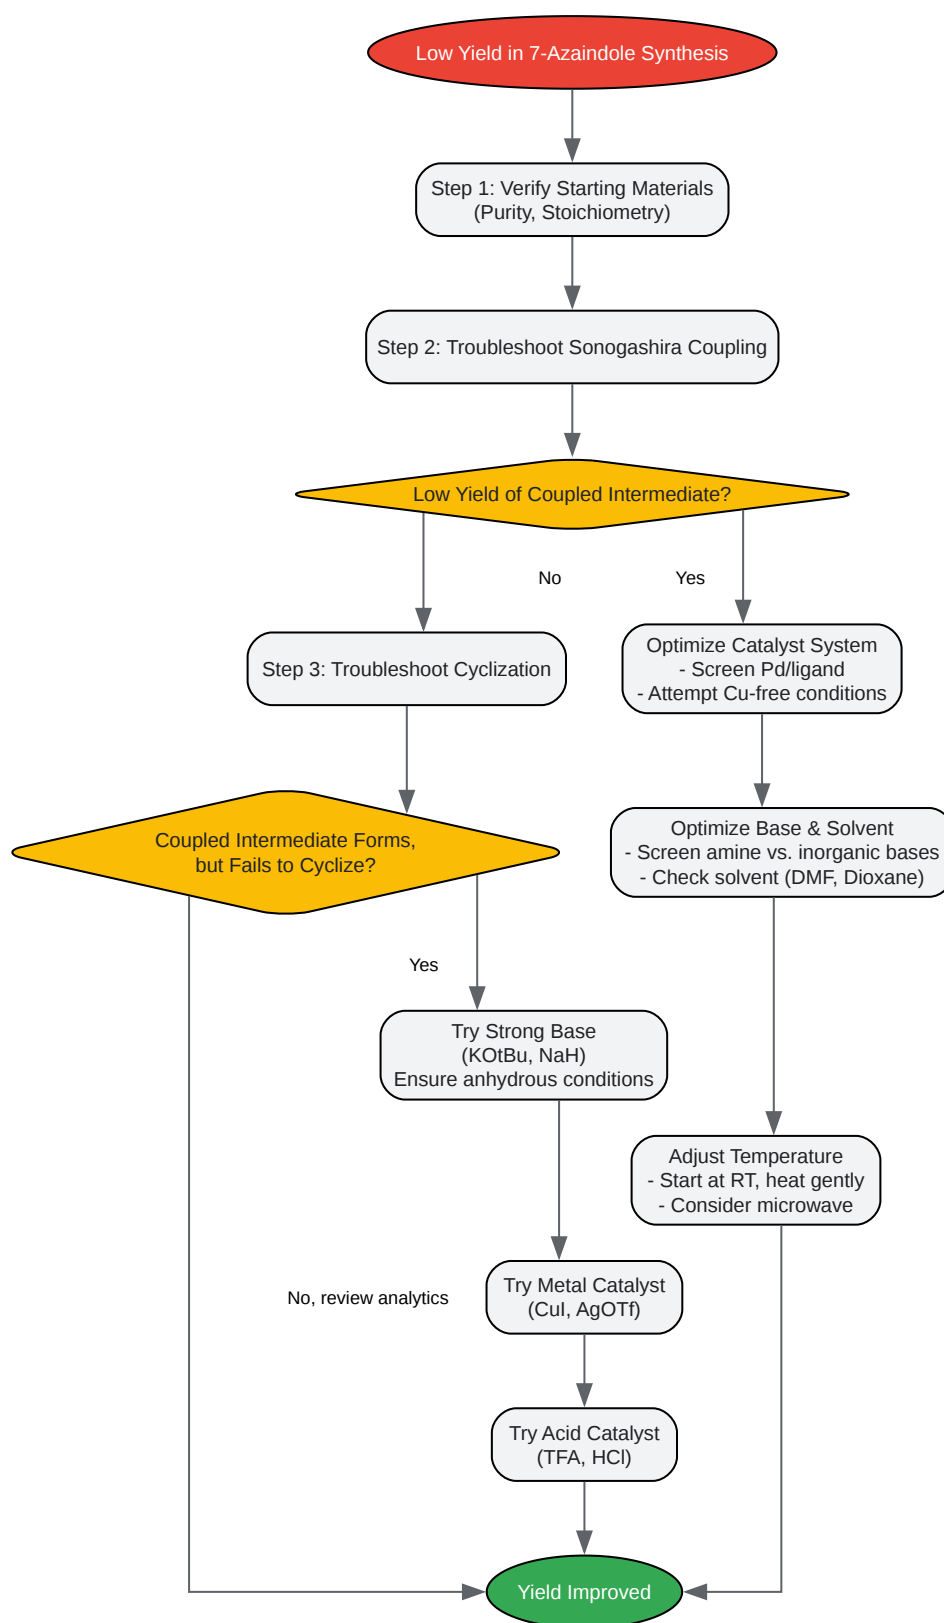 Low Yield in 7-Azaindole Synthesis
Step 1: Verify Starting Materials
(Purity, Stoichiometry)
Step 2: Troubleshoot Sonogashira Coupling
Low Yield of Coupled Intermediate?
No
Yes
Step 3: Troubleshoot Cyclization
Optimize Catalyst System
- Screen Pd/ligand
- Attempt Cu-free conditions
Coupled Intermediate Forms,
but Fails to Cyclize?
Optimize Base & Solvent
- Screen amine vs. inorganic bases
- Check solvent (DMF, Dioxane)
Yes
Try Strong Base
(KOtBu, NaH)
Ensure anhydrous conditions
Adjust Temperature
- Start at RT, heat gently
- Consider microwave
No, review analytics
Try Metal Catalyst
(CuI, AgOTf)
Try Acid Catalyst
(TFA, HCl)
Yield Improved